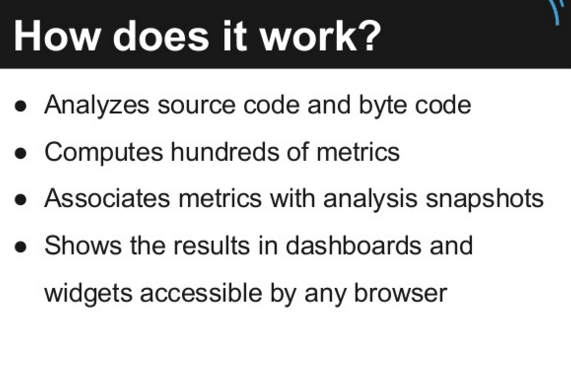 How does it work?
● Analyzes source code and byte code
● Computes hundreds of metrics
● Associates metrics with analysis snapshots
● Shows the results in dashboards and
widgets accessible by any browser